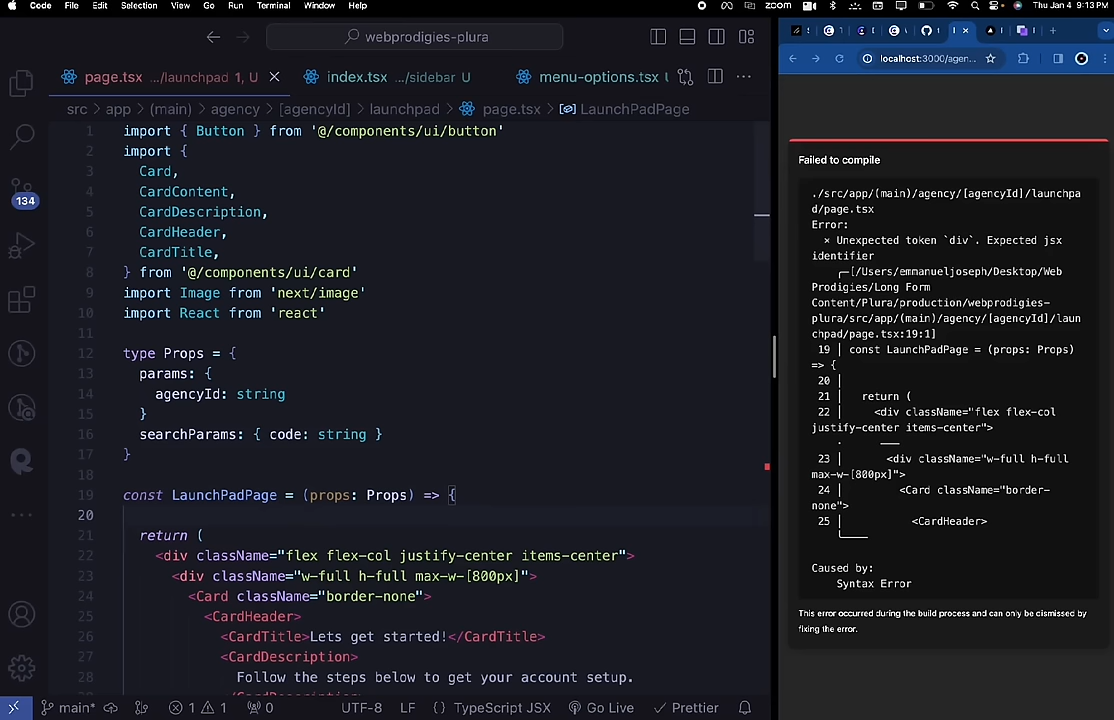 Code File Edit Selection View Go Run Terminal Window Help zoom Thu Jan 4 9:13 PM
webprodigies-plura
page.tsx .../launchpad 1, U
index.tsx .../sidebar U
menu-options.tsx U
src > app > (main) > agency > [agencyId] > launchpad > page.tsx > LaunchPadPage
1 import { Button } from '@/components/ui/button'
2 import {
3 Card,
4 CardContent,
5 CardDescription,
6 CardHeader,
7 CardTitle,
8 } from '@/components/ui/card'
9 import Image from 'next/image'
10 import React from 'react'
11
12 type Props = {
13 params: {
14 agencyId: string
15 }
16 searchParams: { code: string }
17 }
18
19 const LaunchPadPage = (props: Props) => {
20
21 return (
22 <div className="flex flex-col justify-center items-center">
23 <div className="w-full h-full max-w-[800px]">
24 <Card className="border-none">
25 <CardHeader>
26 <CardTitle>Lets get started!</CardTitle>
27 <CardDescription>
28 Follow the steps below to get your account setup.
</CardDescription>
134
main* 1 1 0 UTF-8 LF {} TypeScript JSX Go Live Prettier
localhost:3000/agen...
Failed to compile
./src/app/(main)/agency/[agencyId]/launchpa
d/page.tsx
Error:
× Unexpected token `div`. Expected jsx
identifier
╭─[/Users/emmanueljoseph/Desktop/Web
Prodigies/Long Form
Content/Plura/production/webprodigies-
plura/src/app/(main)/agency/[agencyId]/laun
chpad/page.tsx:19:1]
19 │ const LaunchPadPage = (props: Props)
=> {
20 │
21 │ return (
22 │ <div className="flex flex-col
justify-center items-center">
23 │ <div className="w-full h-full
max-w-[800px]">
24 │ <Card className="border-
none">
25 │ <CardHeader>
Caused by:
Syntax Error
This error occurred during the build process and can only be dismissed by
fixing the error.